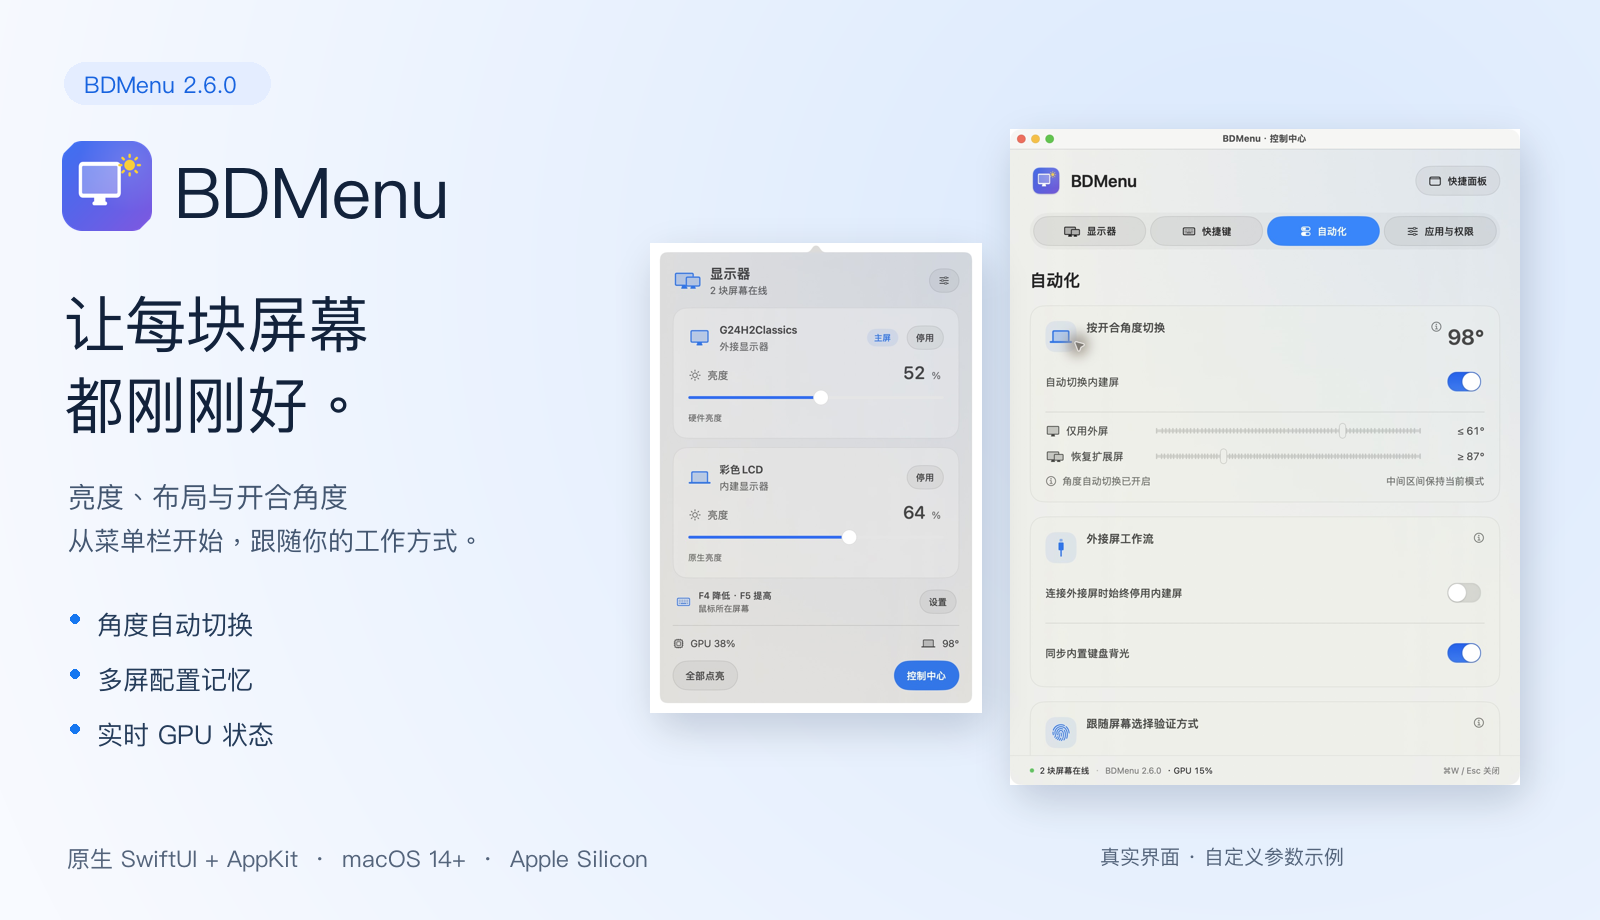 BDMenu 2.6.0
BDMenu
让每块屏幕
都刚刚好。
亮度、布局与开合角度
从菜单栏开始，跟随你的工作方式。
角度自动切换
多屏配置记忆
实时 GPU 状态
原生 SwiftUI + AppKit · macOS 14+ · Apple Silicon
显示器
2 块屏幕在线
G24H2Classics
外接显示器
主屏
停用
亮度
52 %
硬件亮度
彩色 LCD
内建显示器
停用
亮度
64 %
原生亮度
F4 降低 · F5 提高
鼠标所在屏幕
设置
GPU 38%
98°
全部点亮
控制中心
BDMenu · 控制中心
BDMenu
快捷面板
显示器
快捷键
自动化
应用与权限
自动化
按开合角度切换
98°
自动切换内建屏
仅用外屏
≤ 61°
恢复扩展屏
≥ 87°
角度自动切换已开启
中间区间保持当前模式
外接屏工作流
连接外接屏时始终停用内建屏
同步内置键盘背光
跟随屏幕选择验证方式
2 块屏幕在线 · BDMenu 2.6.0 · GPU 15%
⌘W / Esc 关闭
真实界面 · 自定义参数示例